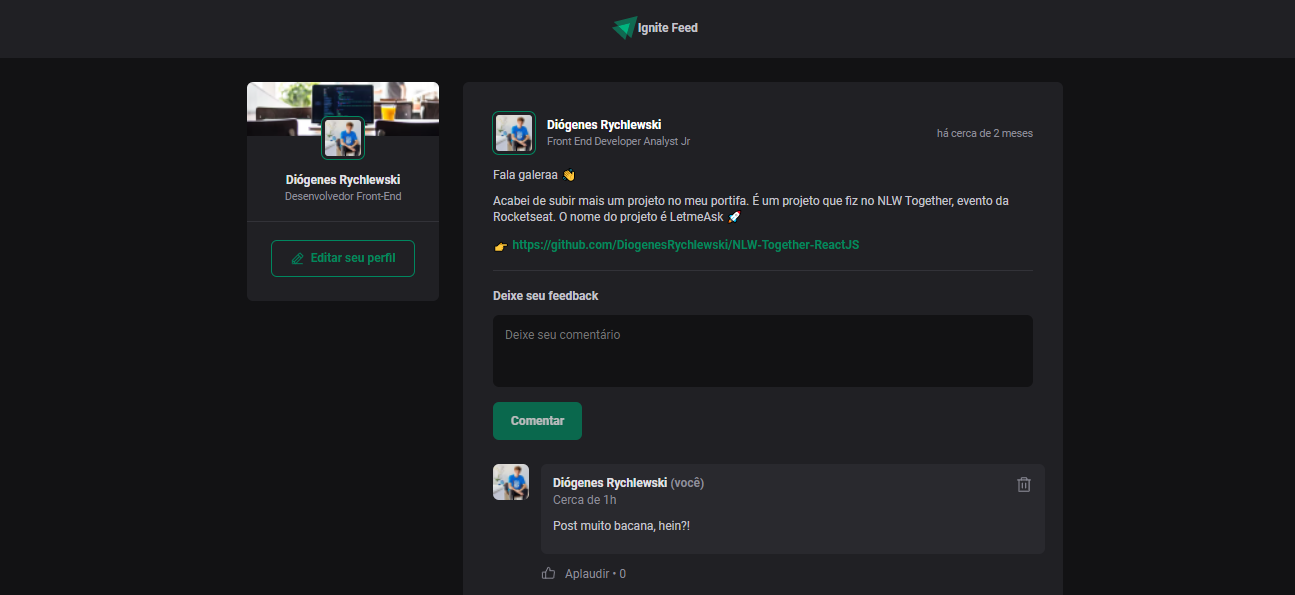 Ignite Feed
Diógenes Rychlewski
Desenvolvedor Front-End
Editar seu perfil
Diógenes Rychlewski
Front End Developer Analyst Jr
há cerca de 2 meses
Fala galeraa 👋
Acabei de subir mais um projeto no meu portifa. É um projeto que fiz no NLW Together, evento da
Rocketseat. O nome do projeto é LetmeAsk 🚀
👉 https://github.com/DiogenesRychlewski/NLW-Together-ReactJS
Deixe seu feedback
Deixe seu comentário
Comentar
Diógenes Rychlewski (você)
Cerca de 1h
Post muito bacana, hein?!
Aplaudir • 0